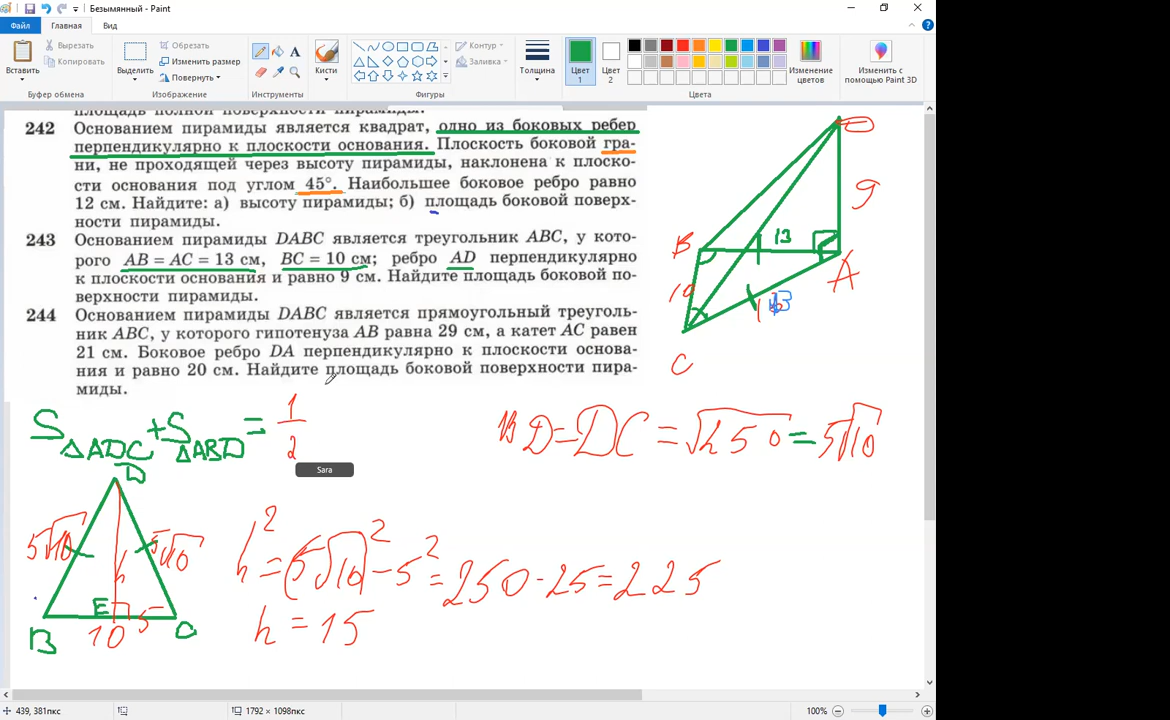 Безымянный - Paint
Файл
Главная
Вид
Вставить
Вырезать
Копировать
Буфер обмена
Выделить
Обрезать
Изменить размер
Повернуть
Изображение
Инструменты
Кисти
Контур
Заливка
Фигуры
Толщина
Цвет 1
Цвет 2
Цвета
Изменение цветов
Изменить с помощью Paint 3D
площадь полной поверхности пирамиды.
242 Основанием пирамиды является квадрат, одно из боковых ребер
перпендикулярно к плоскости основания. Плоскость боковой гра-
ни, не проходящей через высоту пирамиды, наклонена к плоско-
сти основания под углом 45°. Наибольшее боковое ребро равно
12 см. Найдите: а) высоту пирамиды; б) площадь боковой поверх-
ности пирамиды.
243 Основанием пирамиды DABC является треугольник ABC, у кото-
рого AB = AC = 13 см, BC = 10 см; ребро AD перпендикулярно
к плоскости основания и равно 9 см. Найдите площадь боковой по-
верхности пирамиды.
244 Основанием пирамиды DABC является прямоугольный треуголь-
ник ABC, у которого гипотенуза AB равна 29 см, а катет AC равен
21 см. Боковое ребро DA перпендикулярно к плоскости основа-
ния и равно 20 см. Найдите площадь боковой поверхности пира-
миды.
D
9
B
13
A
10
C
S△ADC + S△ABD = 1/2
BD = DC = √250 = 5√10
Sara
D
5√10
5√10
h
E
5
B
10
C
h² = (5√10)² - 5² = 250 - 25 = 225
h = 15
439, 381пкс
1792 × 1098пкс
100%